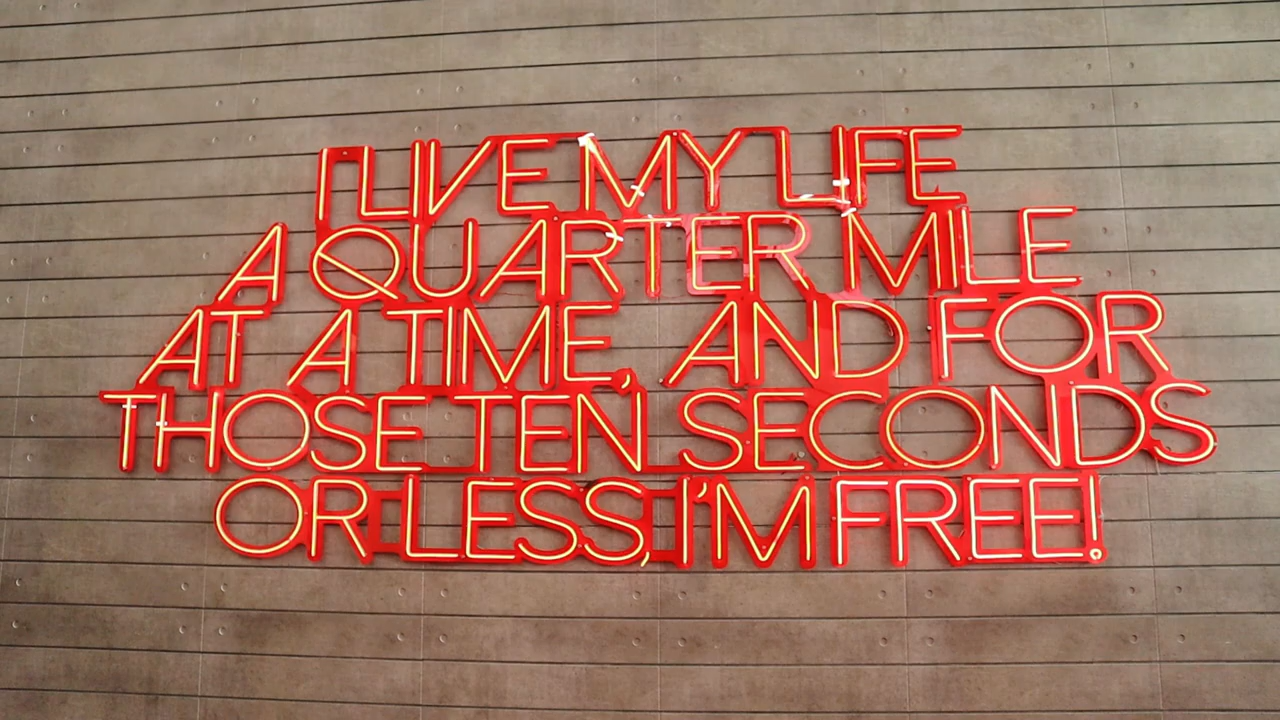 I LIVE MY LIFE
A QUARTER MILE
AT A TIME, AND FOR
THOSE TEN SECONDS
OR LESS, I'M FREE!